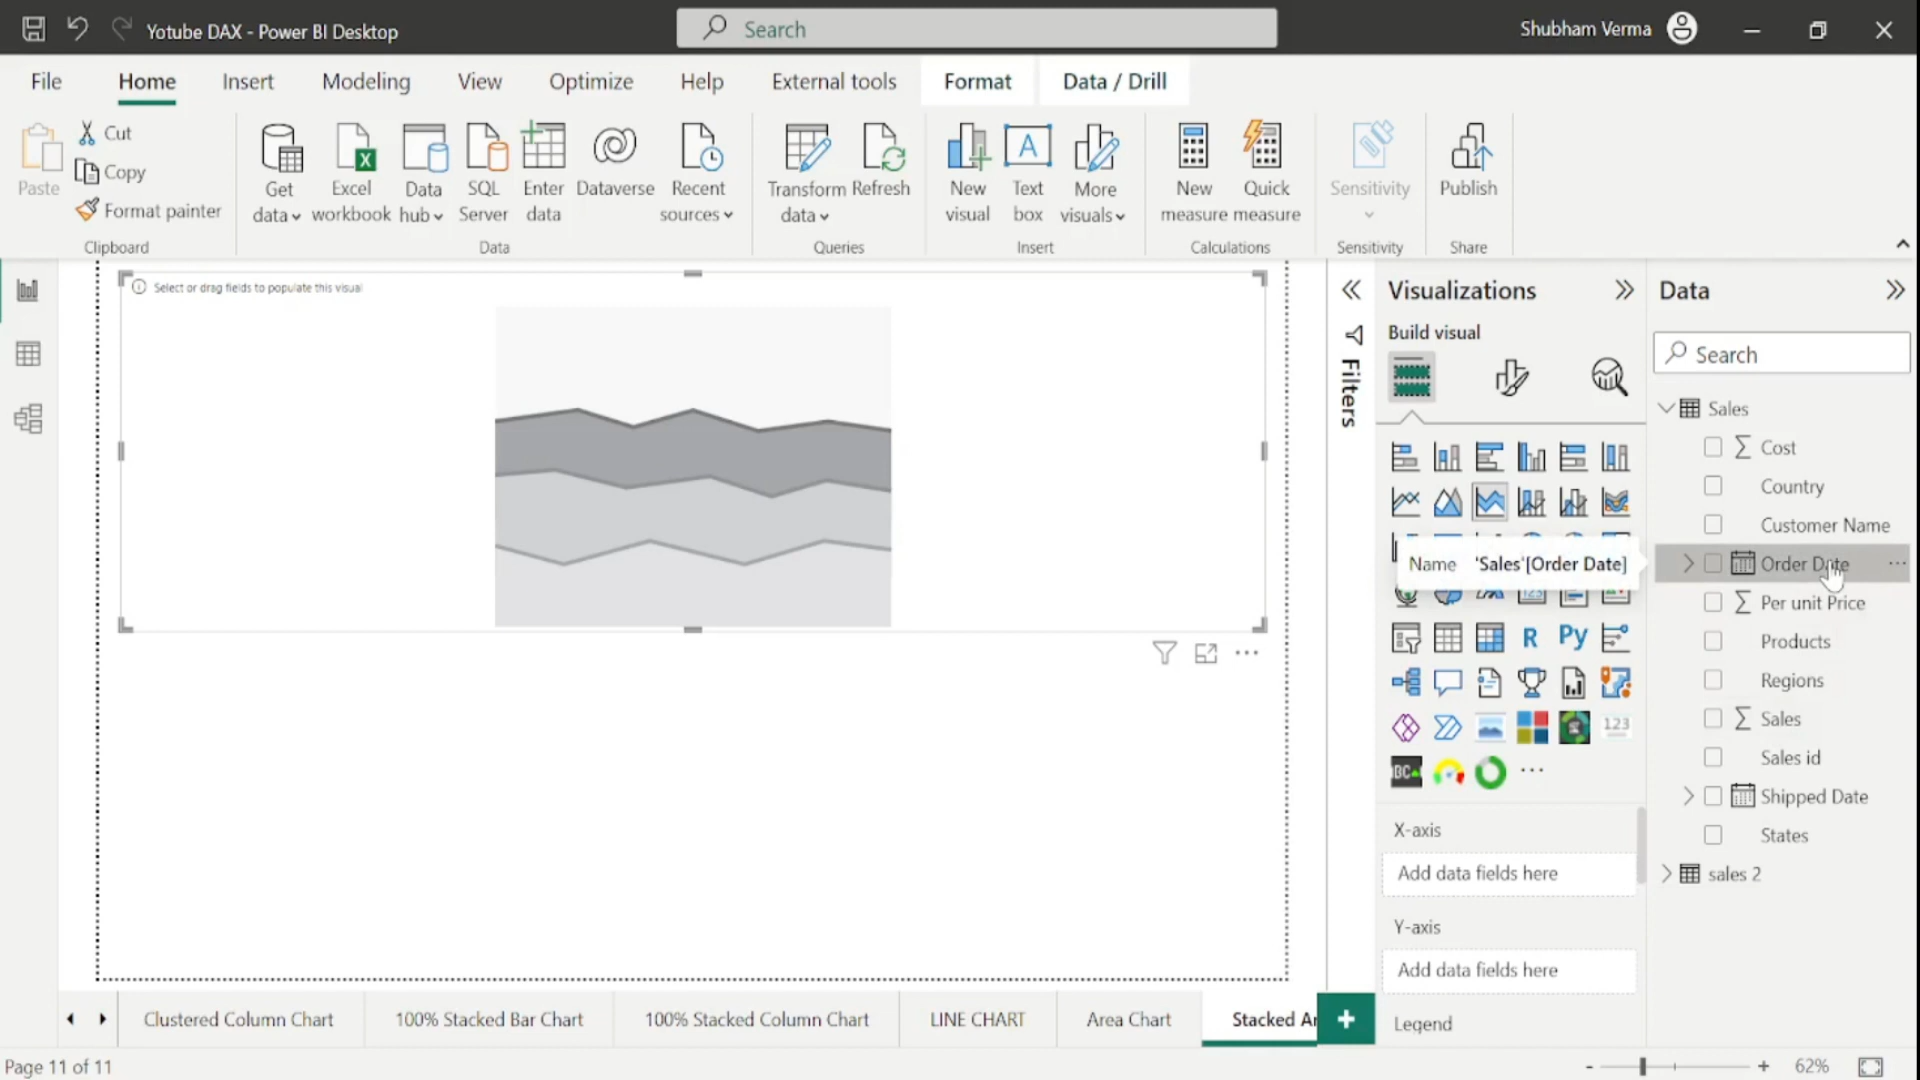 Yotube DAX - Power BI Desktop
Search
Shubham Verma
File
Home
Insert
Modeling
View
Optimize
Help
External tools
Format
Data / Drill
Paste
Cut
Copy
Format painter
Clipboard
Get data
Excel workbook
Data hub
SQL Server
Enter data
Dataverse
Recent sources
Data
Transform data
Refresh
Queries
New visual
Text box
More visuals
Insert
New measure
Quick measure
Calculations
Sensitivity
Sensitivity
Publish
Share
Select or drag fields to populate this visual
Filters
Visualizations
Build visual
Name 'Sales'[Order Date]
R
Py
123
X-axis
Add data fields here
Y-axis
Add data fields here
Legend
Data
Search
Sales
Cost
Country
Customer Name
Order Date
Per unit Price
Products
Regions
Sales
Sales id
Shipped Date
States
sales 2
Clustered Column Chart
100% Stacked Bar Chart
100% Stacked Column Chart
LINE CHART
Area Chart
Stacked Ar
Page 11 of 11
62%